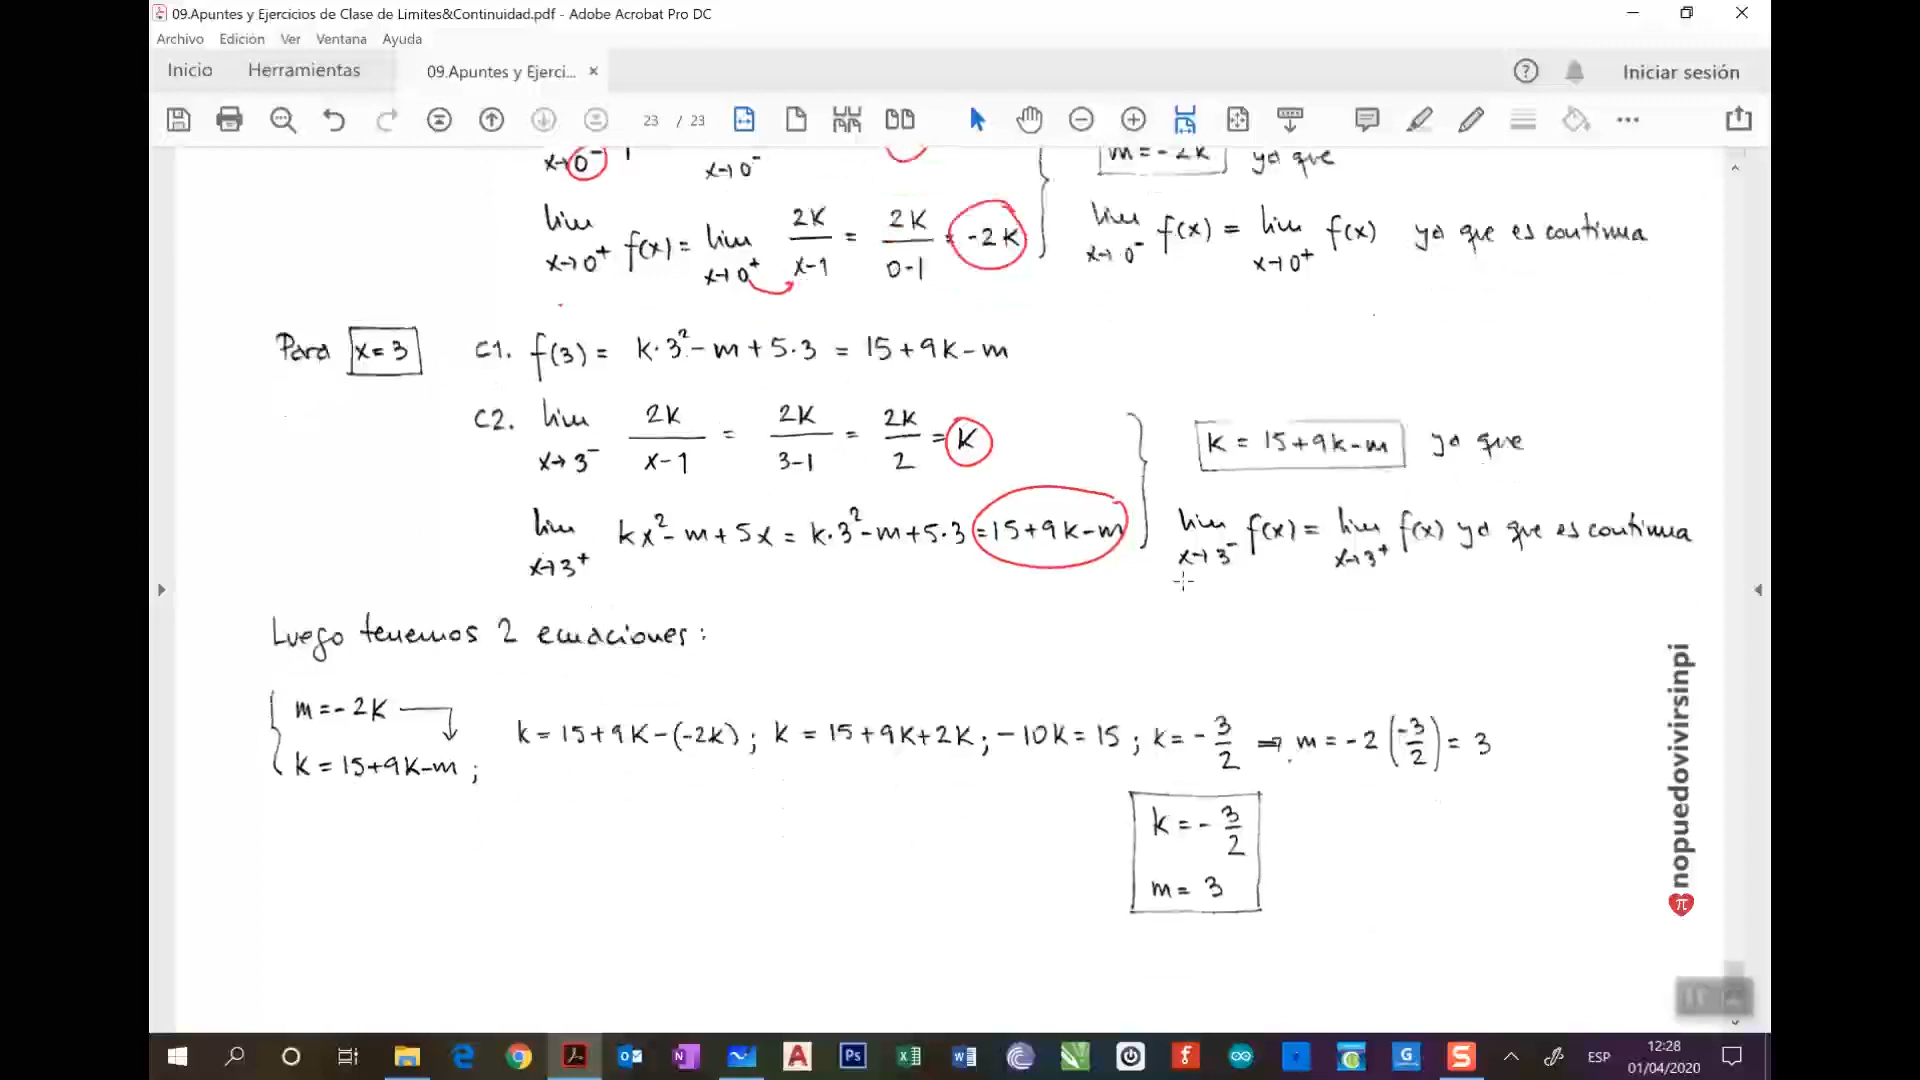 09.Apuntes y Ejercicios de Clase de Limites&Continuidad.pdf - Adobe Acrobat Pro DC
Archivo Edición Ver Ventana Ayuda
Inicio Herramientas 09.Apuntes y Ejerci... × Iniciar sesión
23 / 23
x→0⁻ x→0⁻ m=-2k ya que
lim x→0⁺ f(x) = lim x→0⁺ 2k/(x-1) = 2k/(0-1) = -2k lim x→0⁻ f(x) = lim x→0⁺ f(x) ya que es continua
Para x=3 C1. f(3) = k·3²-m+5·3 = 15+9k-m
C2. lim x→3⁻ 2k/(x-1) = 2k/(3-1) = 2k/2 = k k = 15+9k-m ya que
lim x→3⁺ kx²-m+5x = k·3²-m+5·3 = 15+9k-m lim x→3⁻ f(x) = lim x→3⁺ f(x) ya que es continua
Luego tenemos 2 ecuaciones:
m=-2k
k=15+9k-m; k=15+9k-(-2k); k=15+9k+2k; -10k=15; k=-3/2 ⇒ m=-2(-3/2)=3
k=-3/2
m=3
nopuedovivirsinpi
π
ESP
12:28
01/04/2020